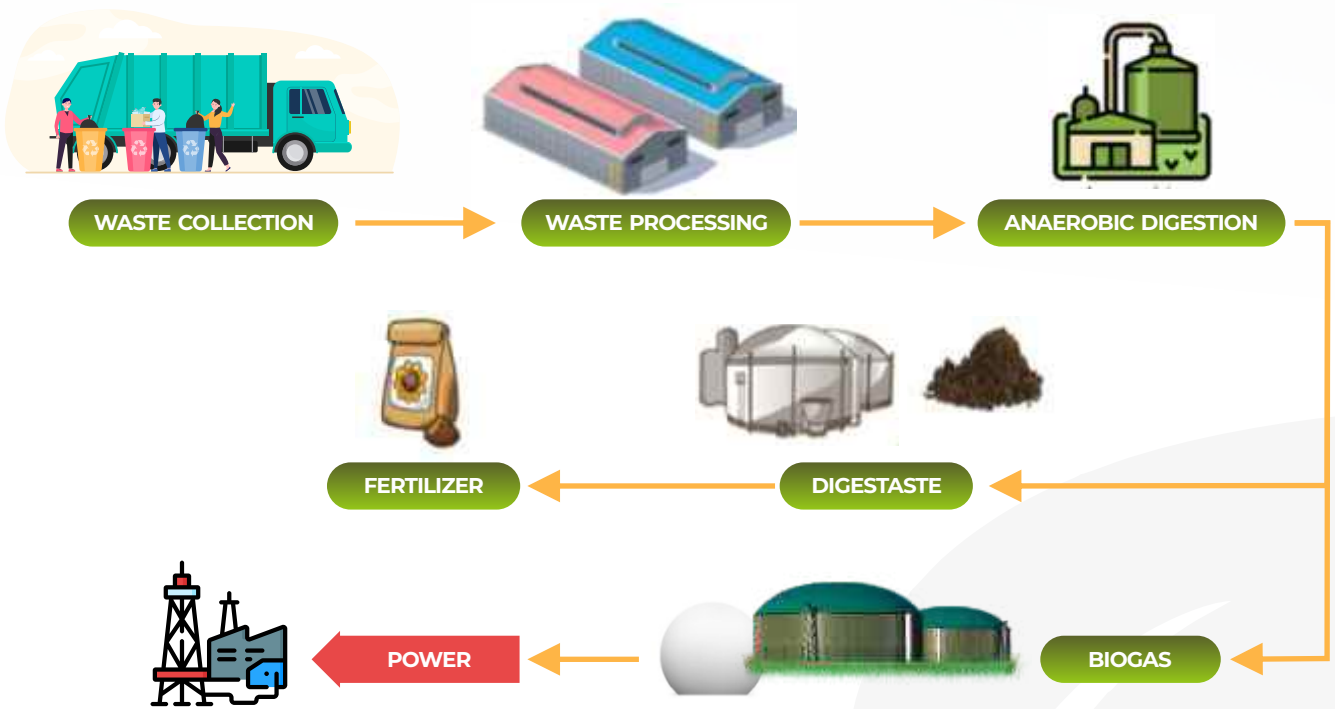 WASTE COLLECTION
WASTE PROCESSING
ANAEROBIC DIGESTION
FERTILIZER
DIGESTASTE
POWER
BIOGAS